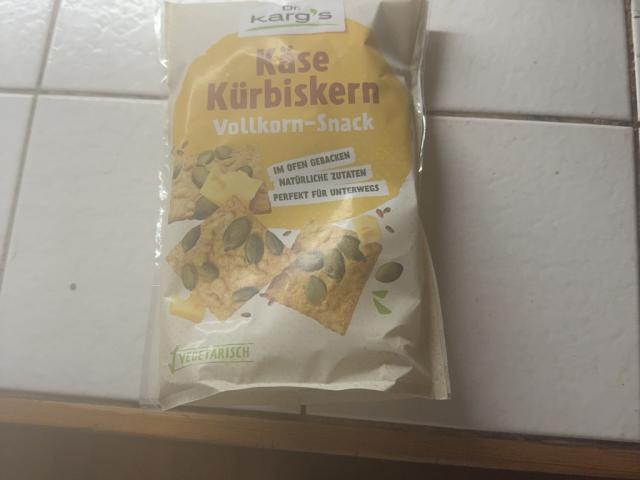 Dr.
Karg's
Käse
Kürbiskern
Vollkorn-Snack
IM OFEN GEBACKEN
NATÜRLICHE ZUTATEN
PERFEKT FÜR UNTERWEGS
VEGETARISCH